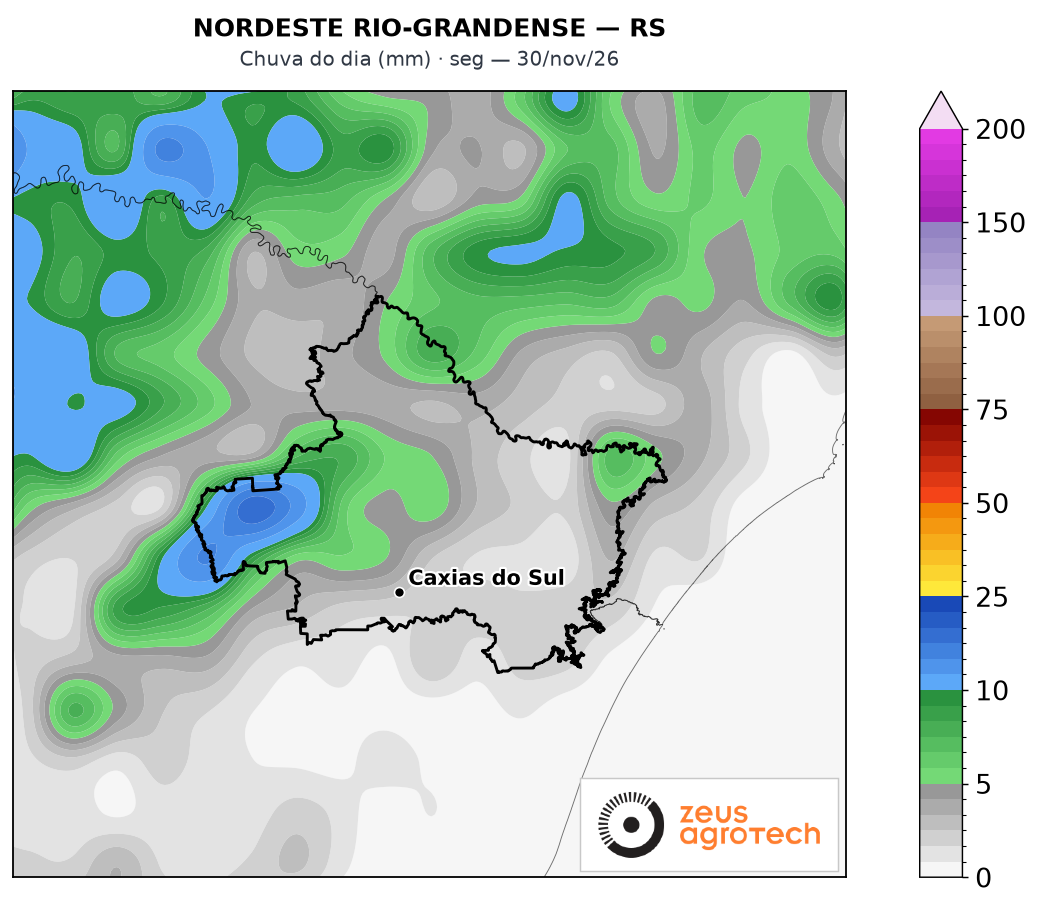 NORDESTE RIO-GRANDENSE — RS
Chuva do dia (mm) · seg — 30/nov/26
200
150
100
75
50
25
10
5
0
Caxias do Sul
zeus
agrotech